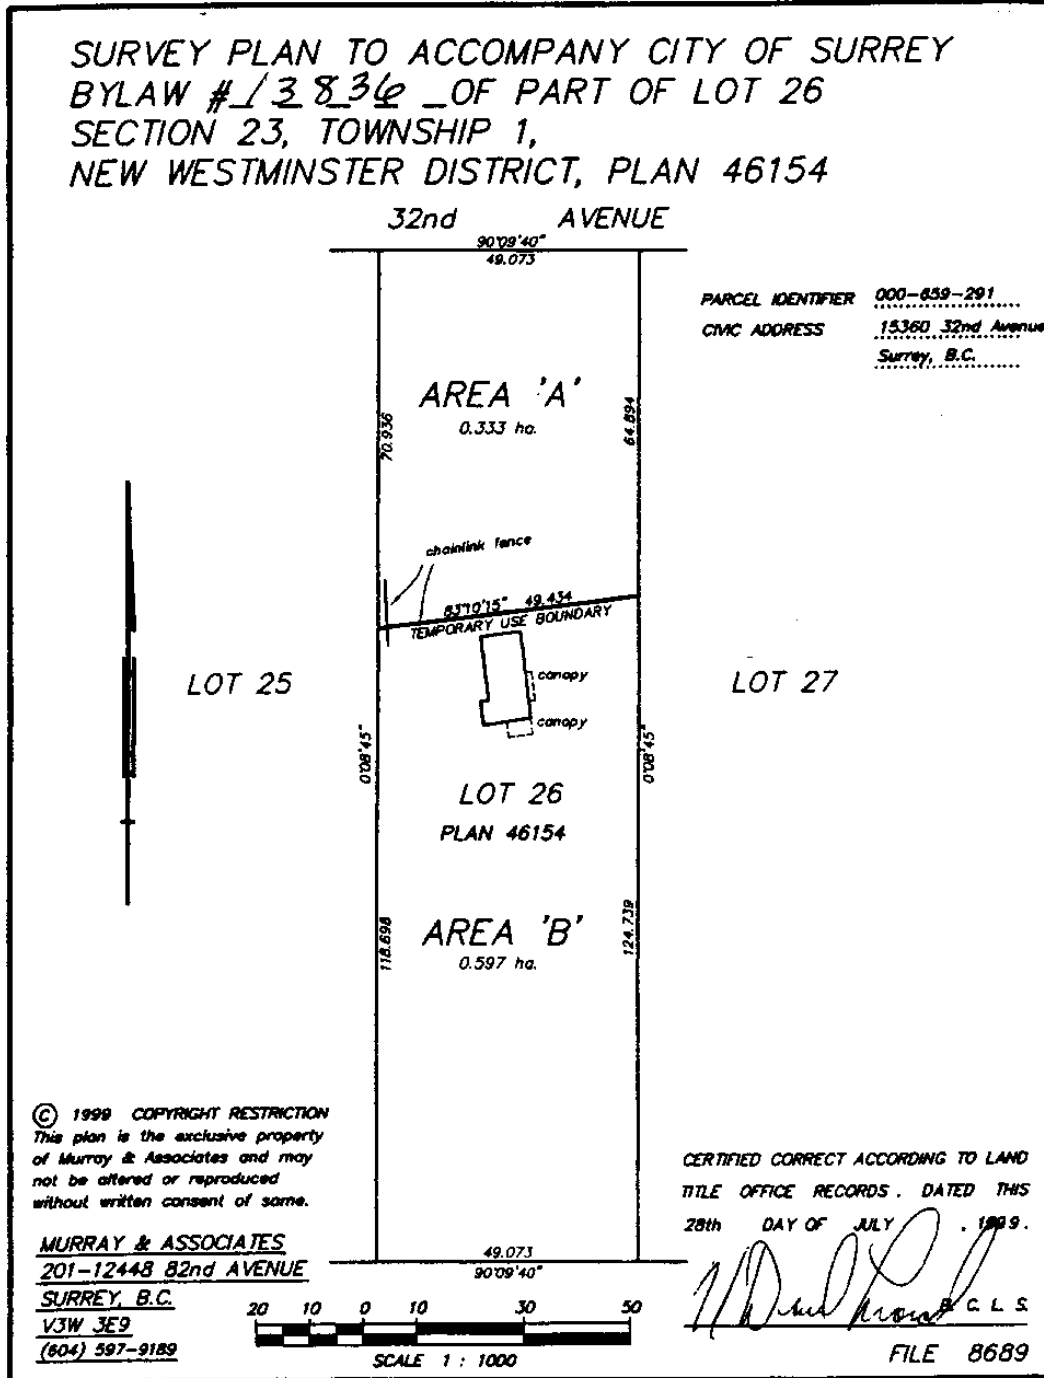 SURVEY PLAN TO ACCOMPANY CITY OF SURREY
BYLAW #13836 OF PART OF LOT 26
SECTION 23, TOWNSHIP 1,
NEW WESTMINSTER DISTRICT, PLAN 46154
32nd AVENUE
90°09'40"
49.073
PARCEL IDENTIFIER 000-659-291
CIVIC ADDRESS 15360 32nd Avenue
Surrey, B.C.
AREA 'A'
0.333 ha.
70.936
64.894
chainlink fence
83°10'15" 49.434
TEMPORARY USE BOUNDARY
canopy
canopy
LOT 25
LOT 27
0°08'45"
0°08'45"
LOT 26
PLAN 46154
118.698
124.739
AREA 'B'
0.597 ha.
© 1999 COPYRIGHT RESTRICTION
This plan is the exclusive property
of Murray & Associates and may
not be altered or reproduced
without written consent of same.
MURRAY & ASSOCIATES
201-12448 82nd AVENUE
SURREY, B.C.
V3W 3E9
(604) 597-9189
49.073
90°09'40"
20 10 0 10 30 50
SCALE 1 : 1000
CERTIFIED CORRECT ACCORDING TO LAND
TITLE OFFICE RECORDS. DATED THIS
28th DAY OF JULY, 1999.
B.C.L.S.
FILE 8689